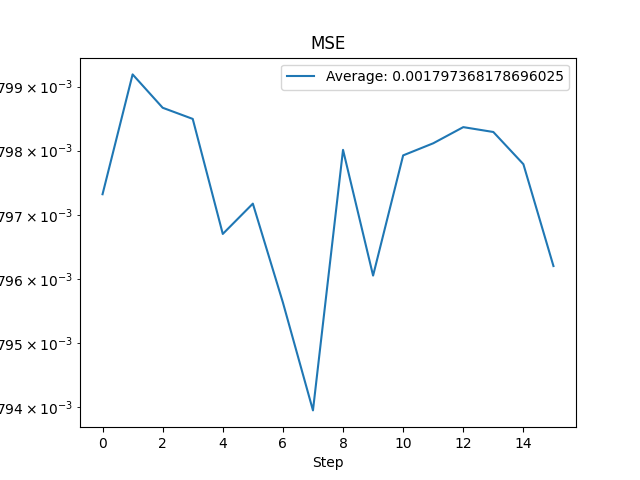 MSE
Average: 0.001797368178696025
799 × 10⁻³
798 × 10⁻³
797 × 10⁻³
796 × 10⁻³
795 × 10⁻³
794 × 10⁻³
0 2 4 6 8 10 12 14
Step